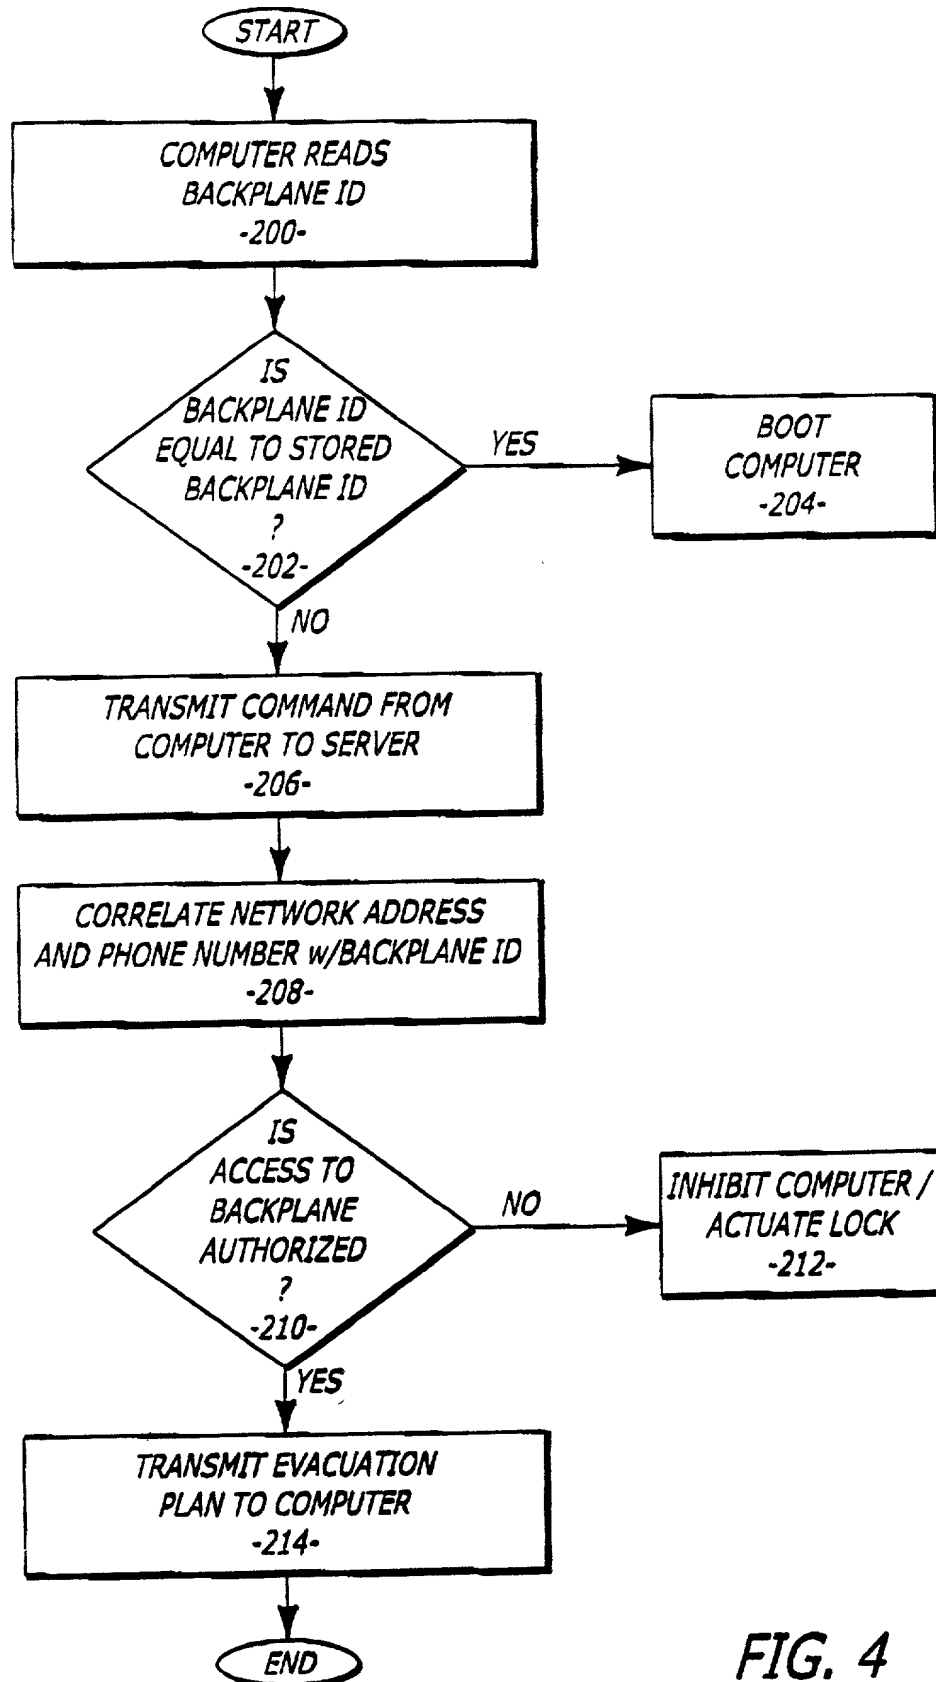 START
COMPUTER READS
BACKPLANE ID
-200-
IS
BACKPLANE ID
EQUAL TO STORED
BACKPLANE ID
?
-202-
YES
BOOT
COMPUTER
-204-
NO
TRANSMIT COMMAND FROM
COMPUTER TO SERVER
-206-
CORRELATE NETWORK ADDRESS
AND PHONE NUMBER w/BACKPLANE ID
-208-
IS
ACCESS TO
BACKPLANE
AUTHORIZED
?
-210-
NO
INHIBIT COMPUTER /
ACTUATE LOCK
-212-
YES
TRANSMIT EVACUATION
PLAN TO COMPUTER
-214-
END
FIG. 4